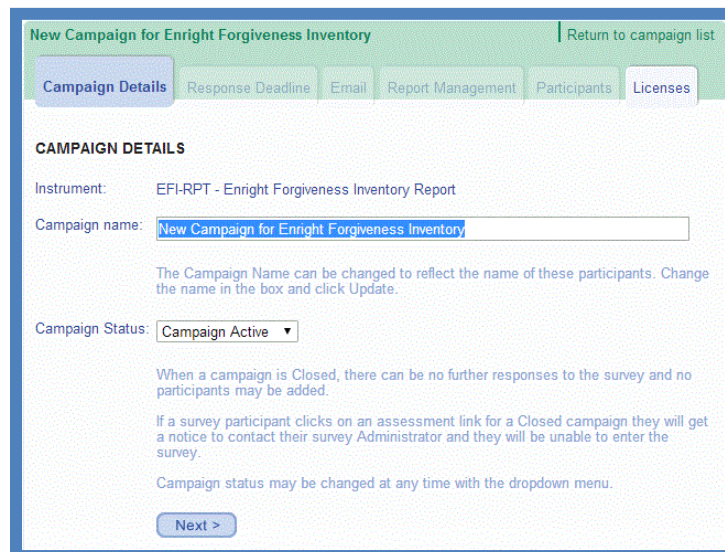 New Campaign for Enright Forgiveness Inventory
Return to campaign list
Campaign Details Response Deadline Email Report Management Participants Licenses
CAMPAIGN DETAILS
Instrument: EFI-RPT - Enright Forgiveness Inventory Report
Campaign name: New Campaign for Enright Forgiveness Inventory
The Campaign Name can be changed to reflect the name of these participants. Change
the name in the box and click Update.
Campaign Status: Campaign Active ▼
When a campaign is Closed, there can be no further responses to the survey and no
participants may be added.
If a survey participant clicks on an assessment link for a Closed campaign they will get
a notice to contact their survey Administrator and they will be unable to enter the
survey.
Campaign status may be changed at any time with the dropdown menu.
Next >